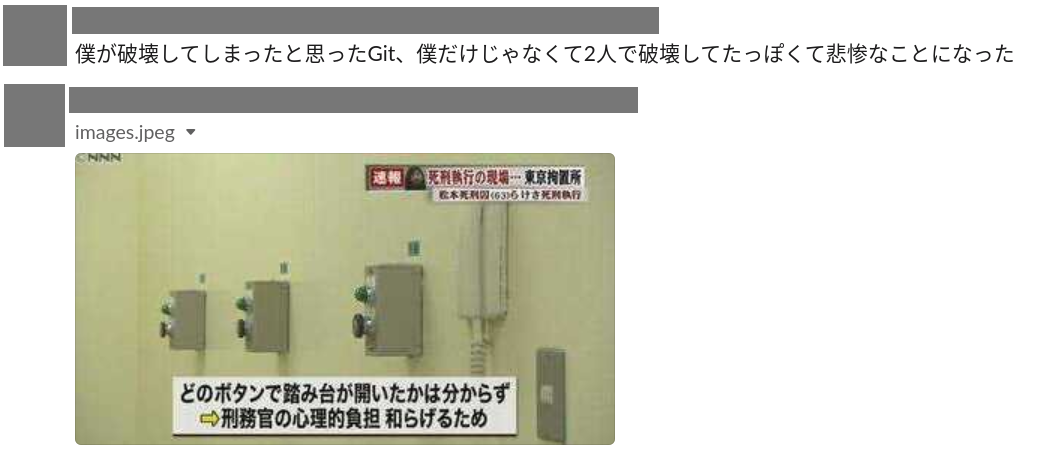 僕が破壊してしまったと思ったGit、僕だけじゃなくて2人で破壊してたっぽくて悲惨なことになった
images.jpeg
©NNN
速報 死刑執行の現場… 東京拘置所
松本死刑囚(63)らけさ死刑執行
どのボタンで踏み台が開いたかは分からず
⇨刑務官の心理的負担 和らげるため